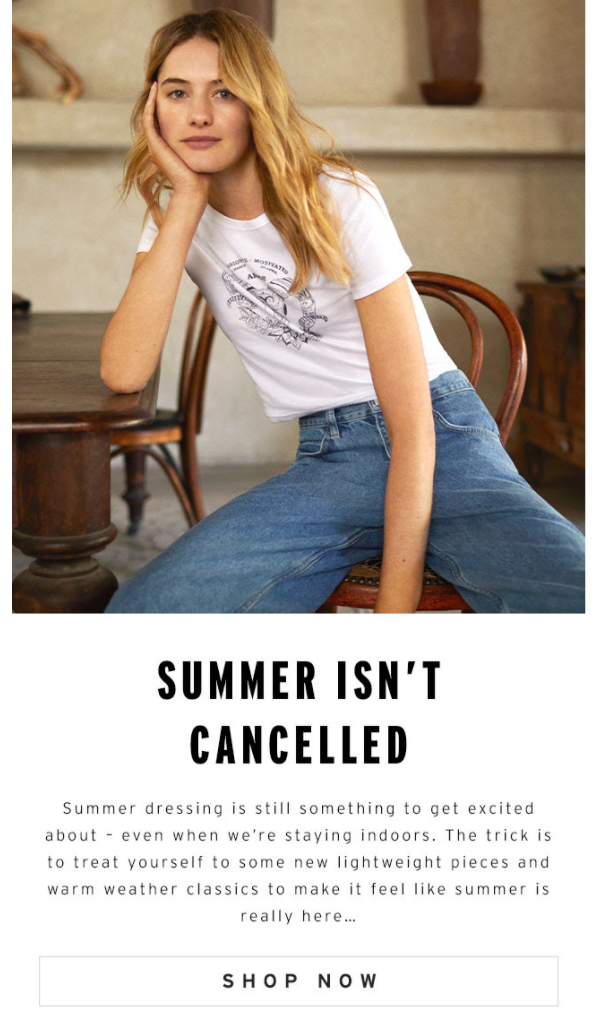 MOTIVATED
SUMMER ISN'T
CANCELLED
Summer dressing is still something to get excited
about – even when we're staying indoors. The trick is
to treat yourself to some new lightweight pieces and
warm weather classics to make it feel like summer is
really here…
SHOP NOW